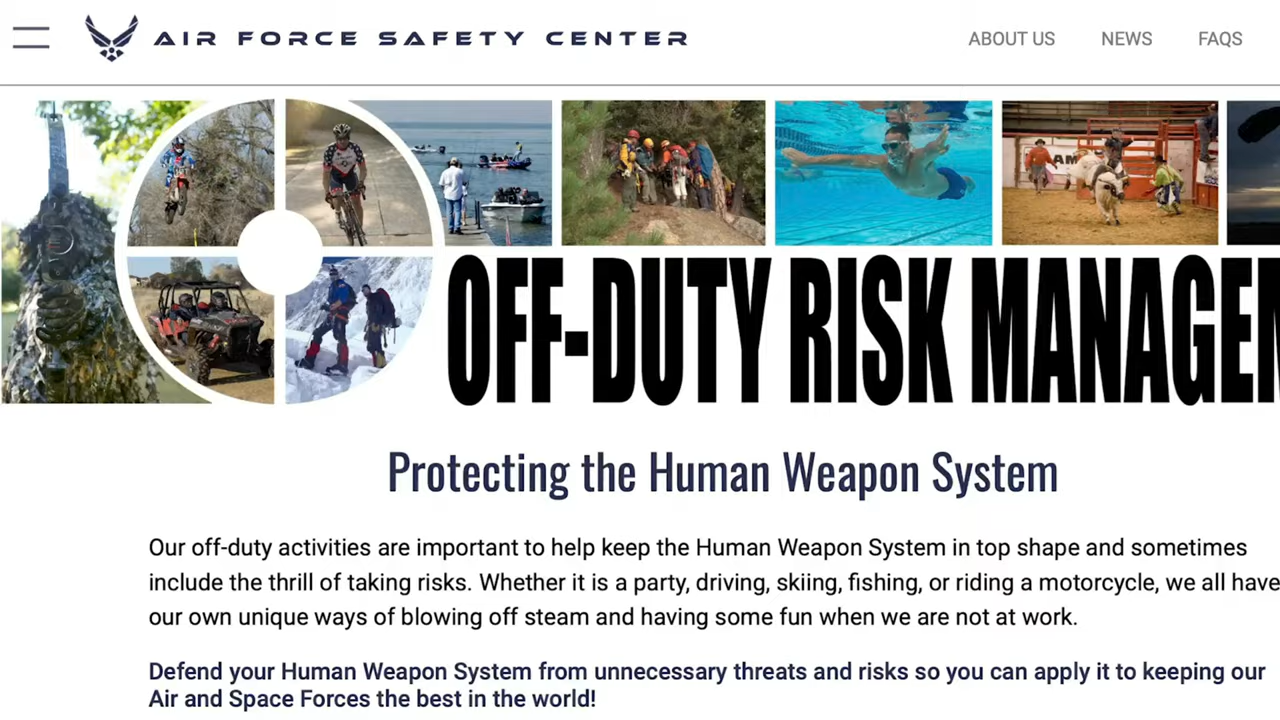 AIR FORCE SAFETY CENTER
ABOUT US NEWS FAQS
OFF-DUTY RISK MANAGEM
Protecting the Human Weapon System
Our off-duty activities are important to help keep the Human Weapon System in top shape and sometimes
include the thrill of taking risks. Whether it is a party, driving, skiing, fishing, or riding a motorcycle, we all have
our own unique ways of blowing off steam and having some fun when we are not at work.
Defend your Human Weapon System from unnecessary threats and risks so you can apply it to keeping our
Air and Space Forces the best in the world!